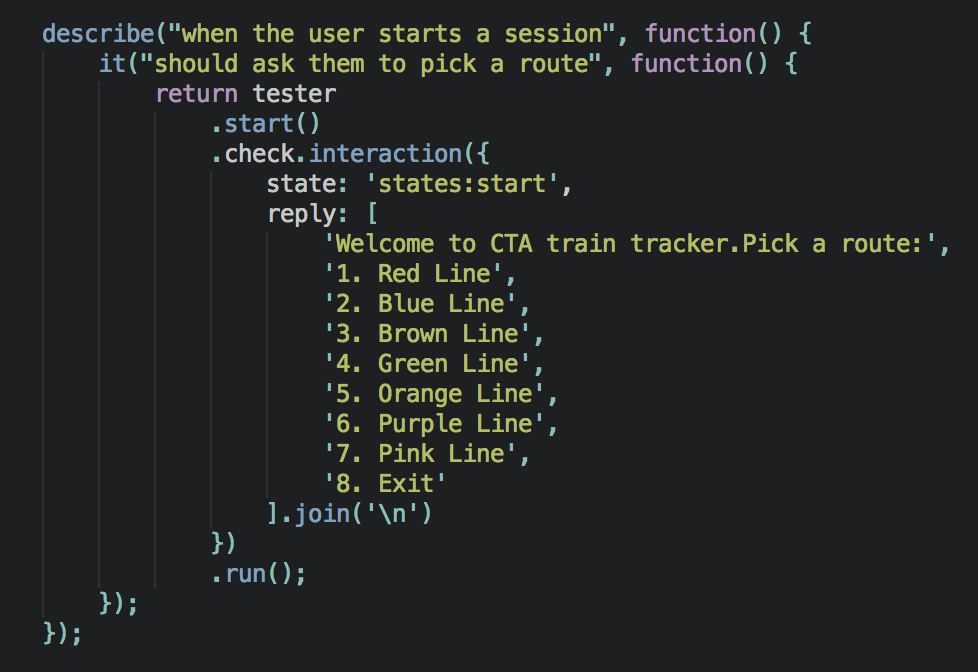 describe("when the user starts a session", function() {
    it("should ask them to pick a route", function() {
        return tester
            .start()
            .check.interaction({
                state: 'states:start',
                reply: [
                    'Welcome to CTA train tracker.Pick a route:',
                    '1. Red Line',
                    '2. Blue Line',
                    '3. Brown Line',
                    '4. Green Line',
                    '5. Orange Line',
                    '6. Purple Line',
                    '7. Pink Line',
                    '8. Exit'
                ].join('\n')
            })
            .run();
    });
});